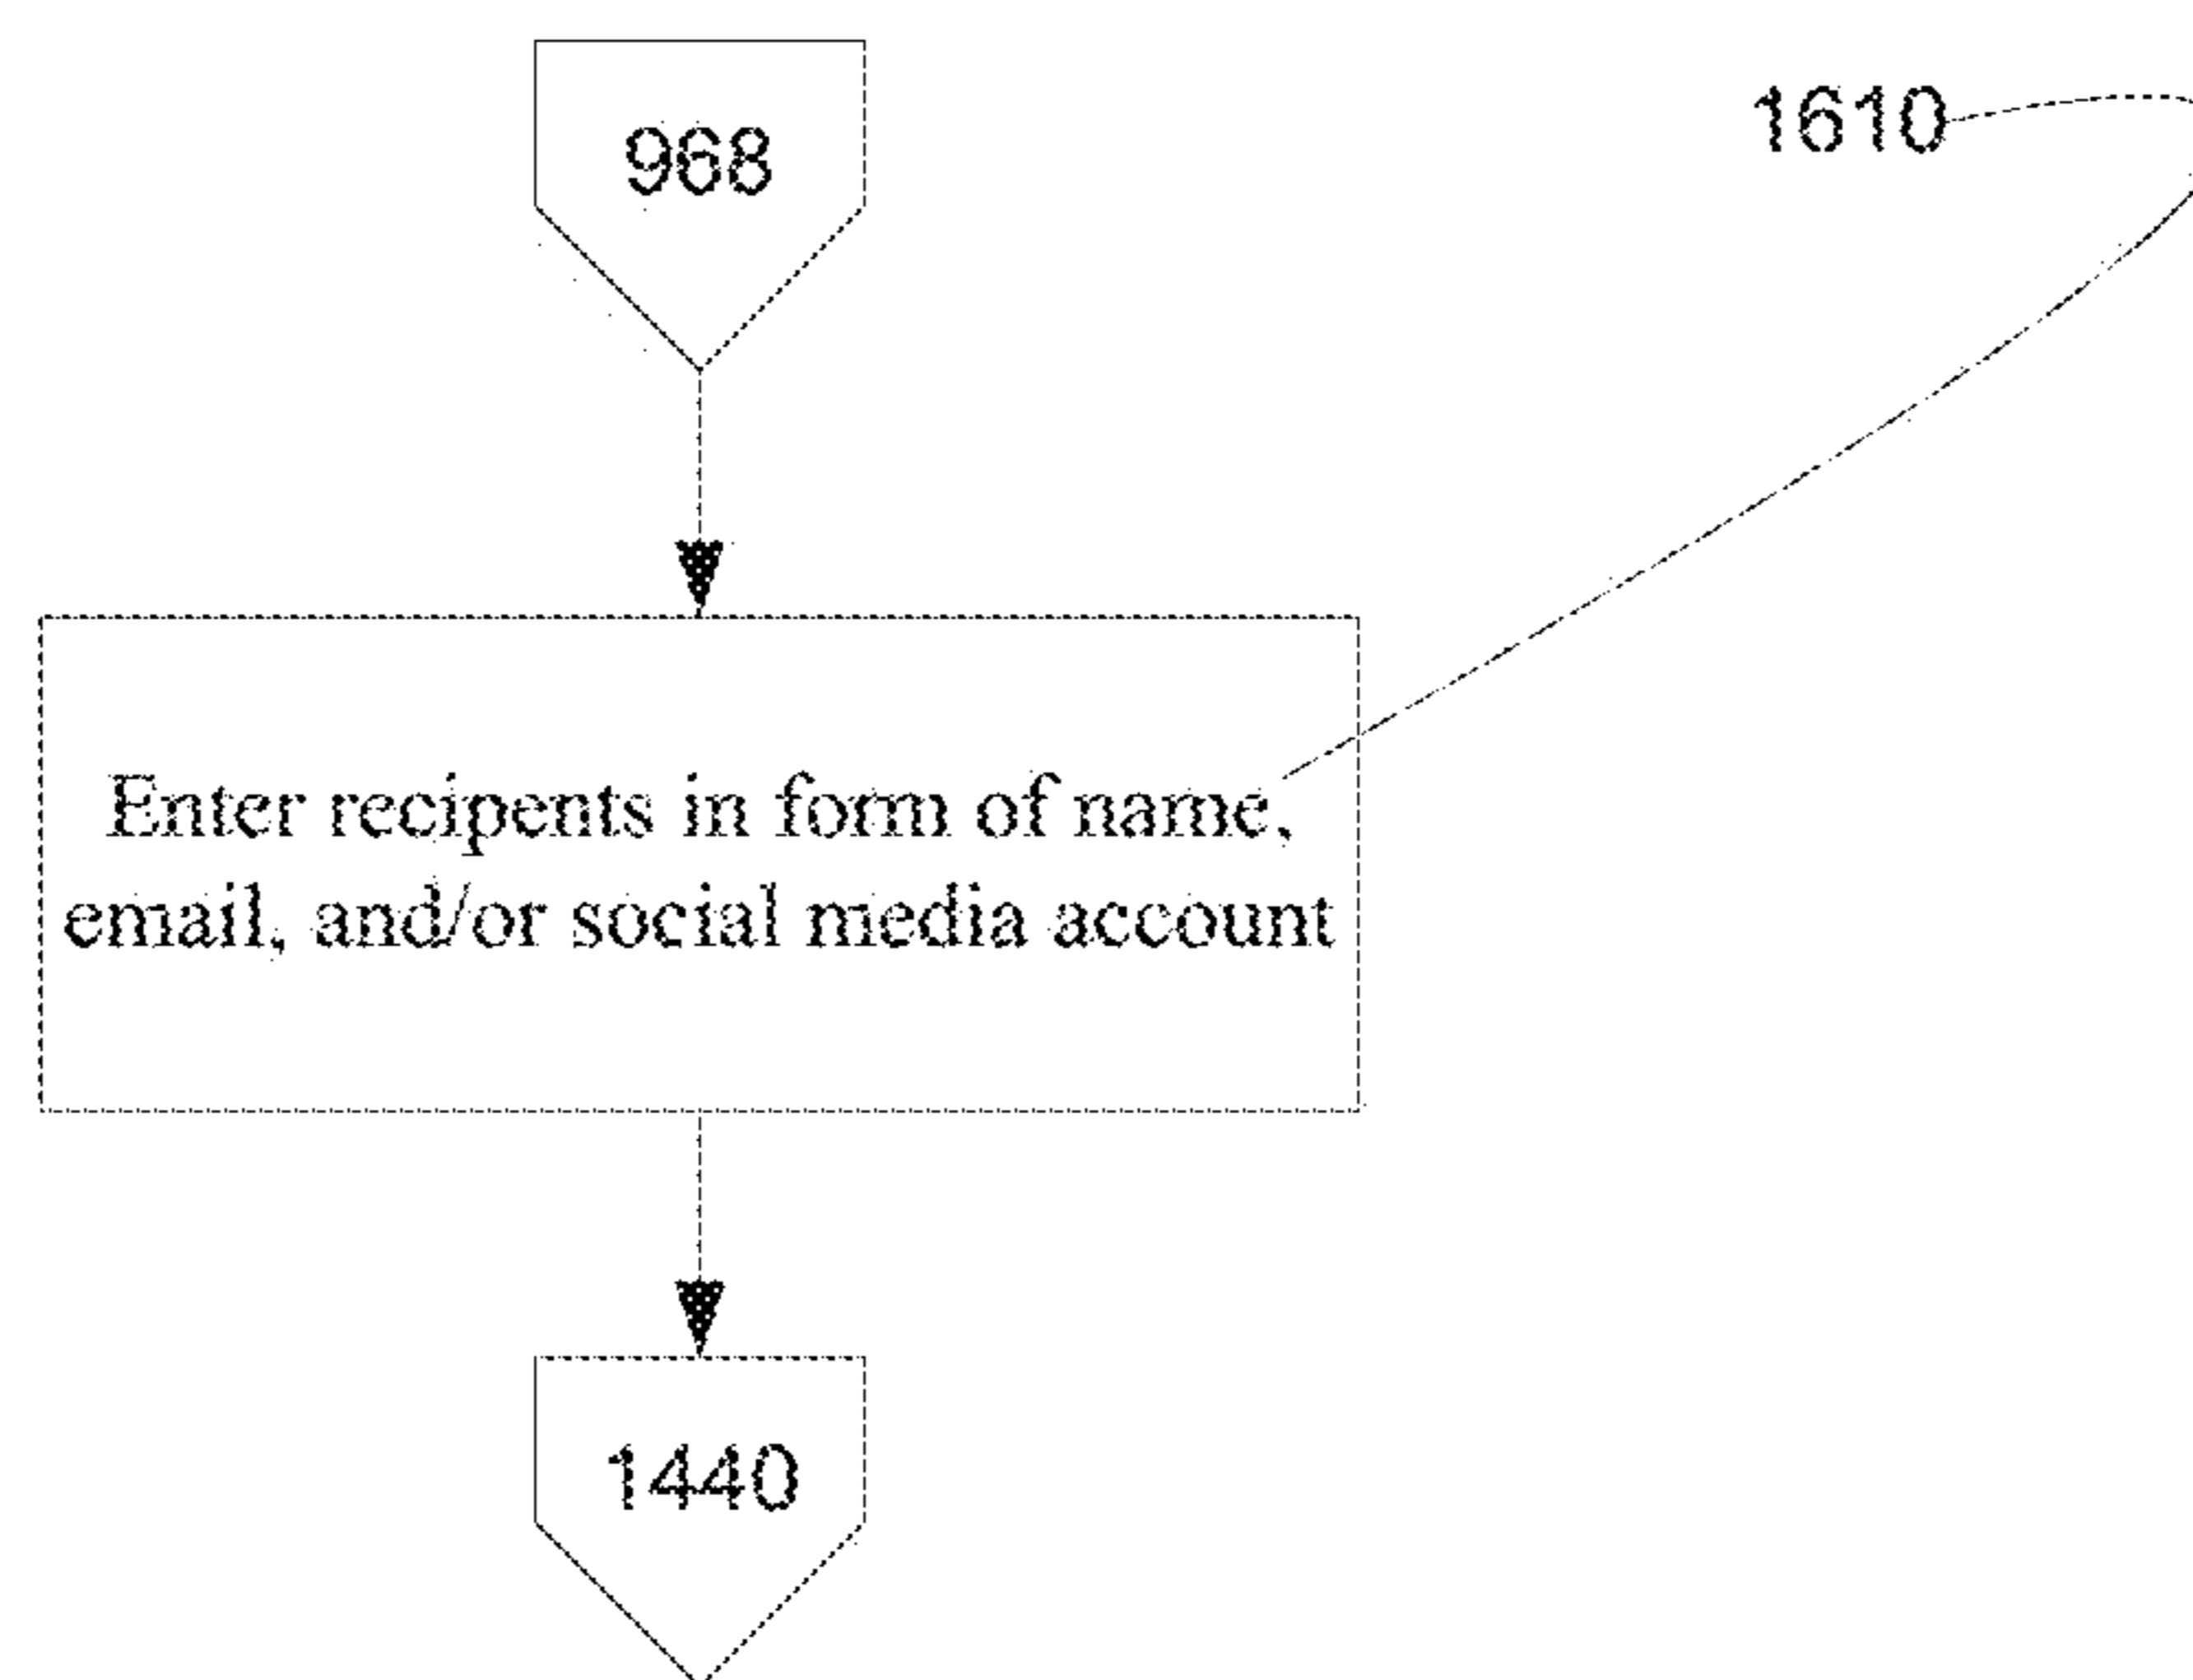 968
1610
Enter recipents in form of name,
email, and/or social media account
1440